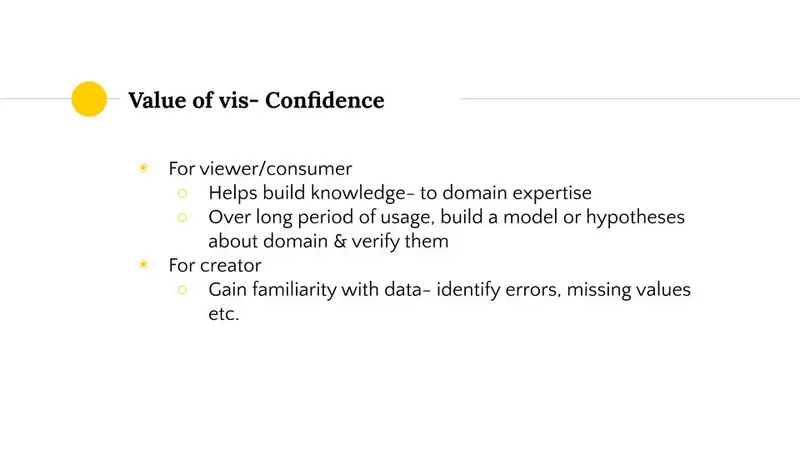 Value of vis- Confidence
For viewer/consumer
Helps build knowledge- to domain expertise
Over long period of usage, build a model or hypotheses
about domain & verify them
For creator
Gain familiarity with data- identify errors, missing values
etc.